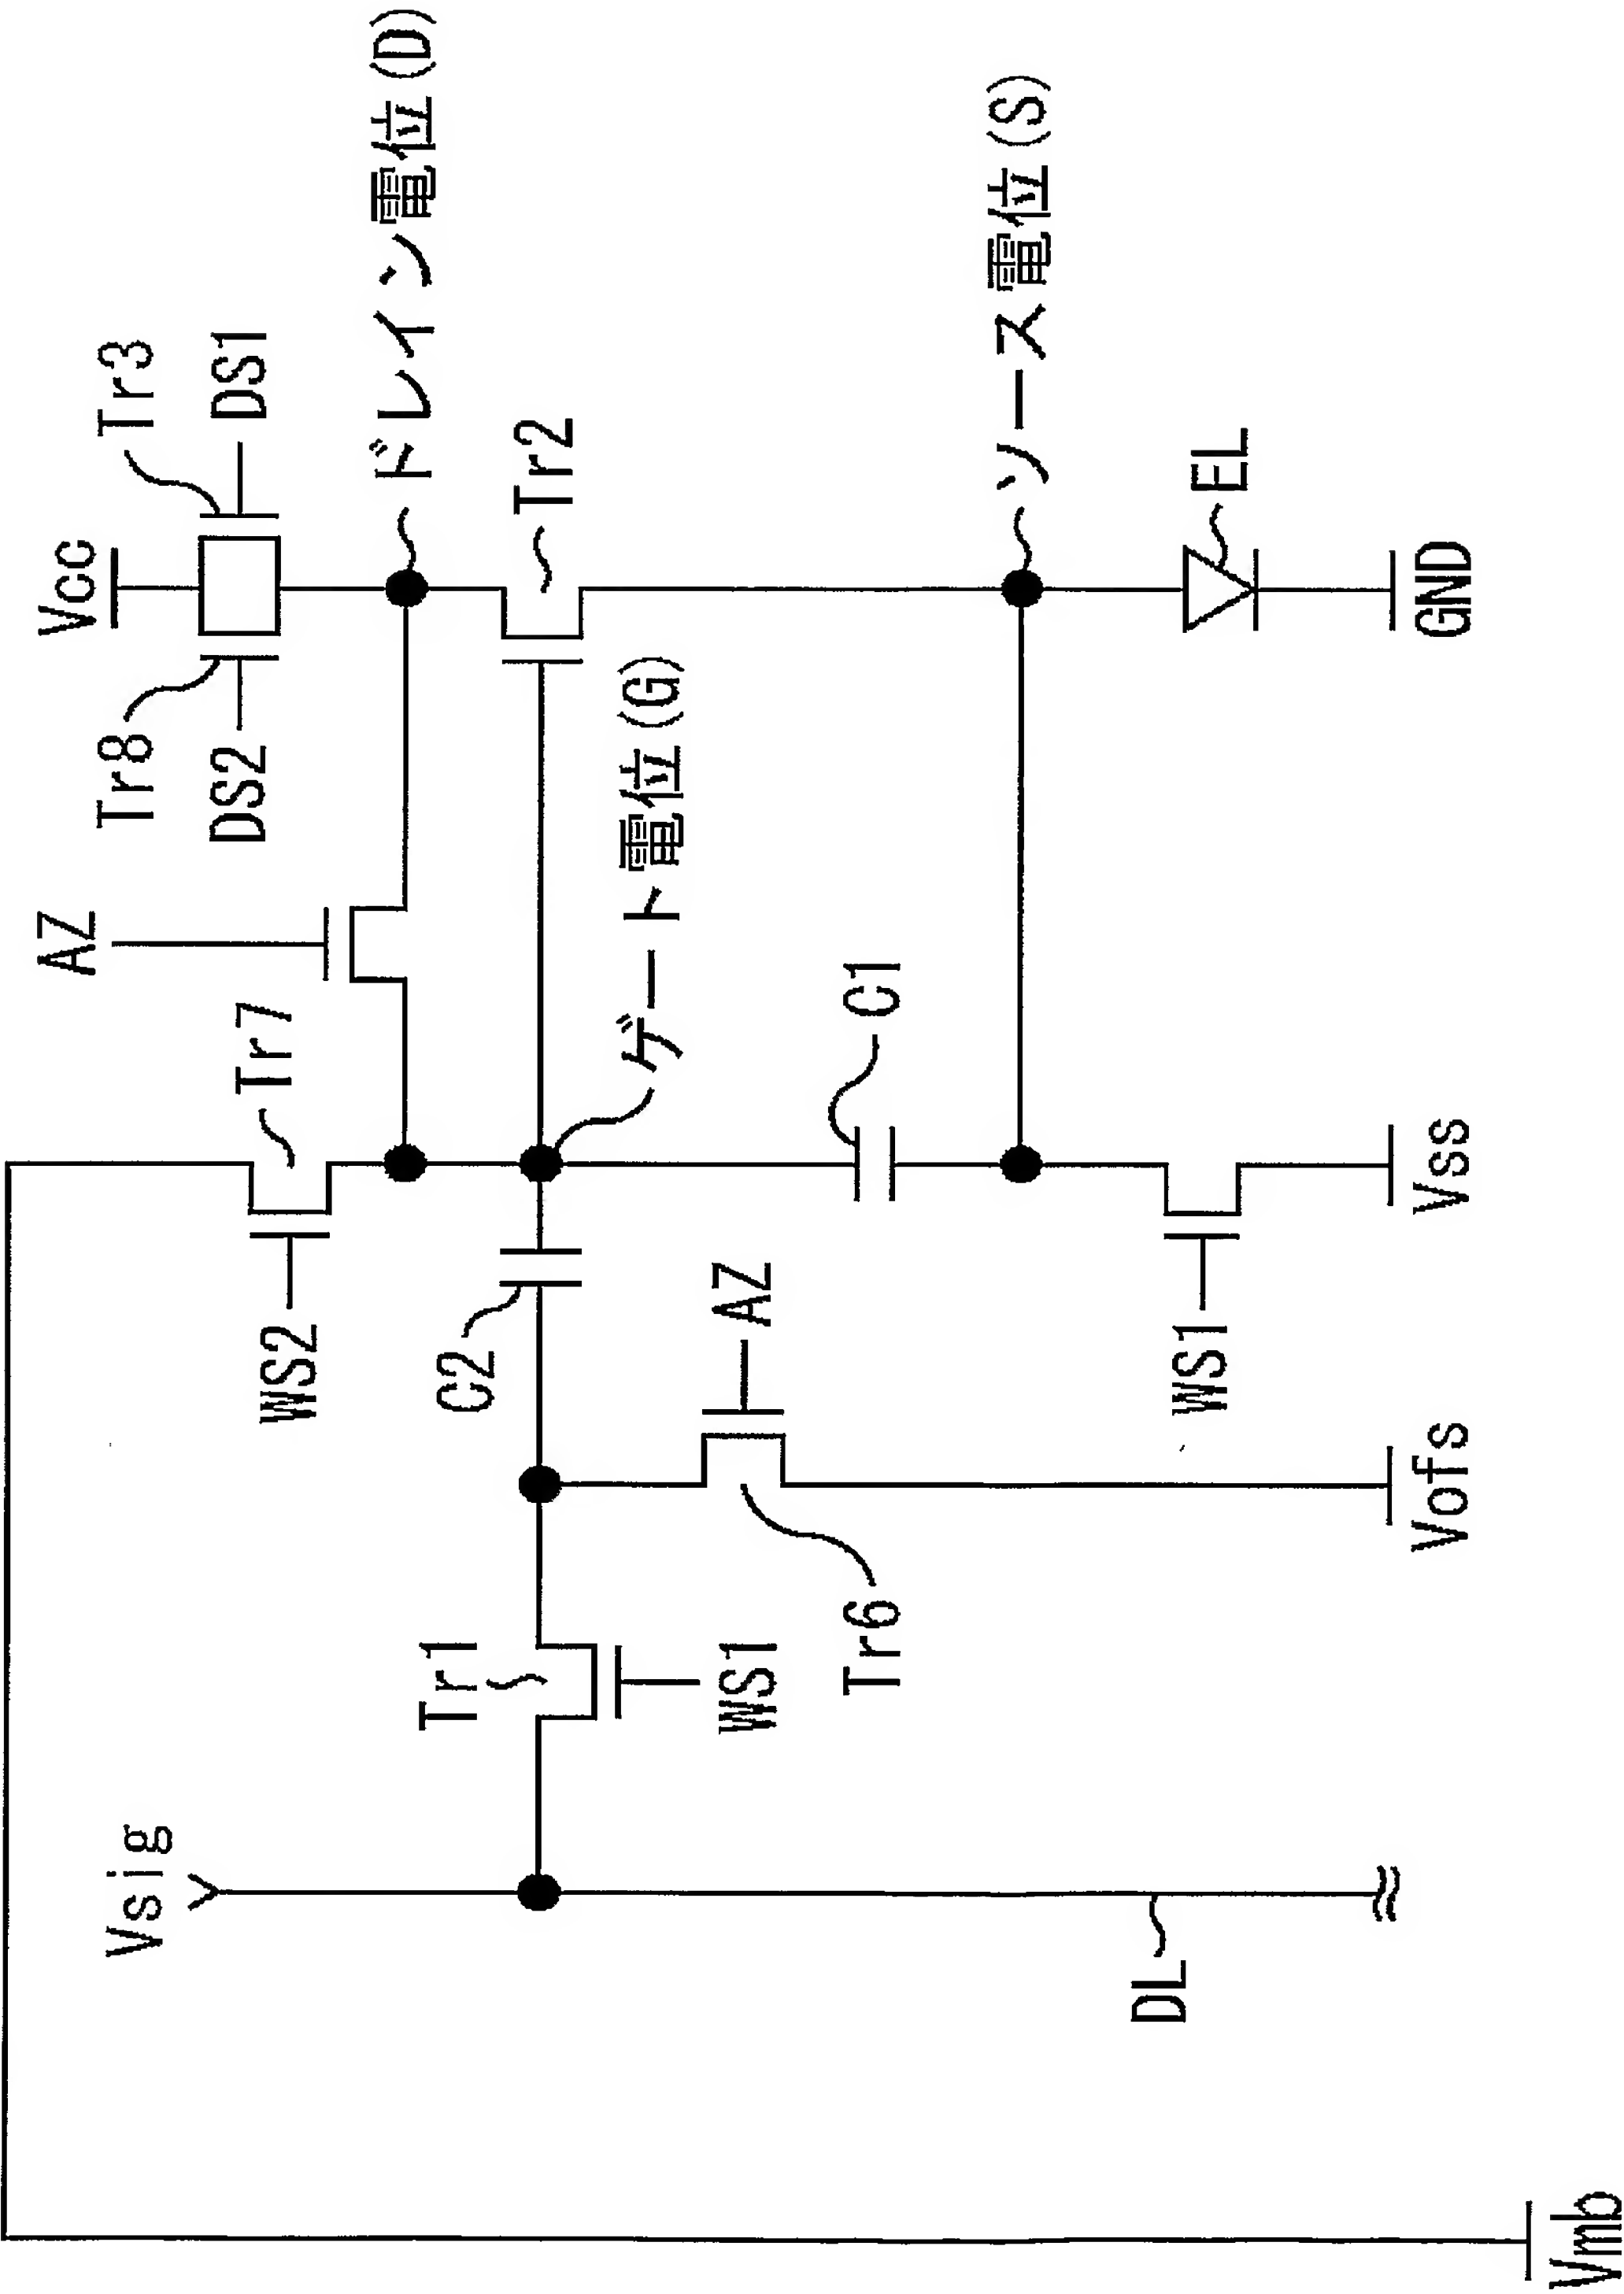 Vcc
Tr8
Tr3
DS2
DS1
AZ
ドレイン電位(D)
Tr7
WS2
Tr2
ゲート電位(G)
C2
C1
AZ
Tr6
Tr1
WS1
Vsig
DL
ソース電位(S)
EL
WS1
GND
Vss
Vofs
Vmb